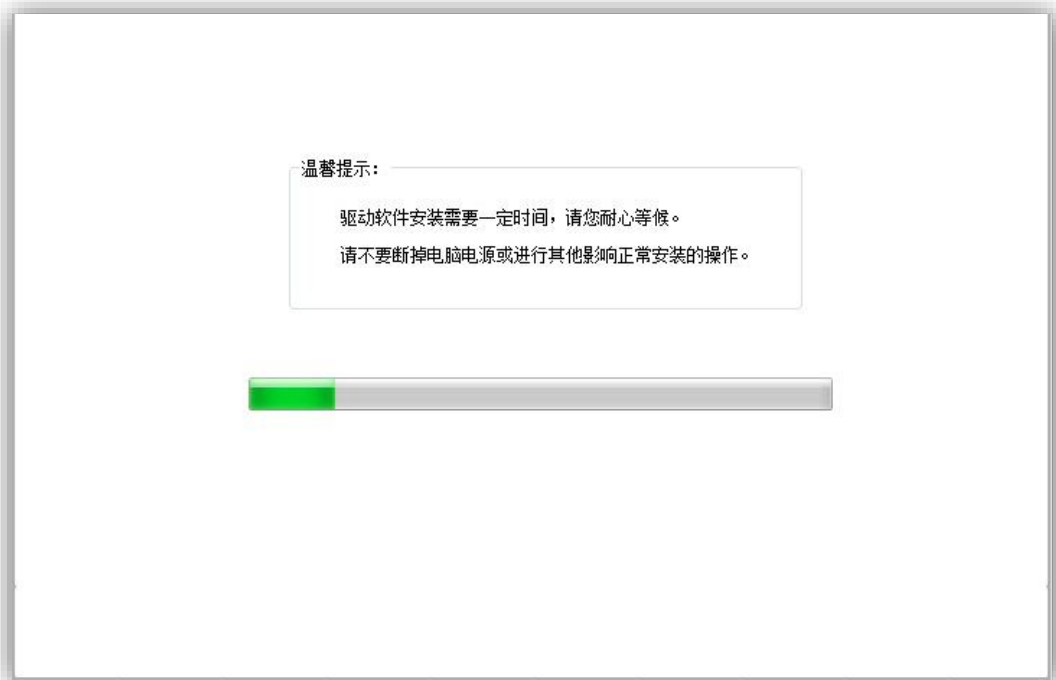 温馨提示:
驱动软件安装需要一定时间，请您耐心等候。
请不要断掉电脑电源或进行其他影响正常安装的操作。